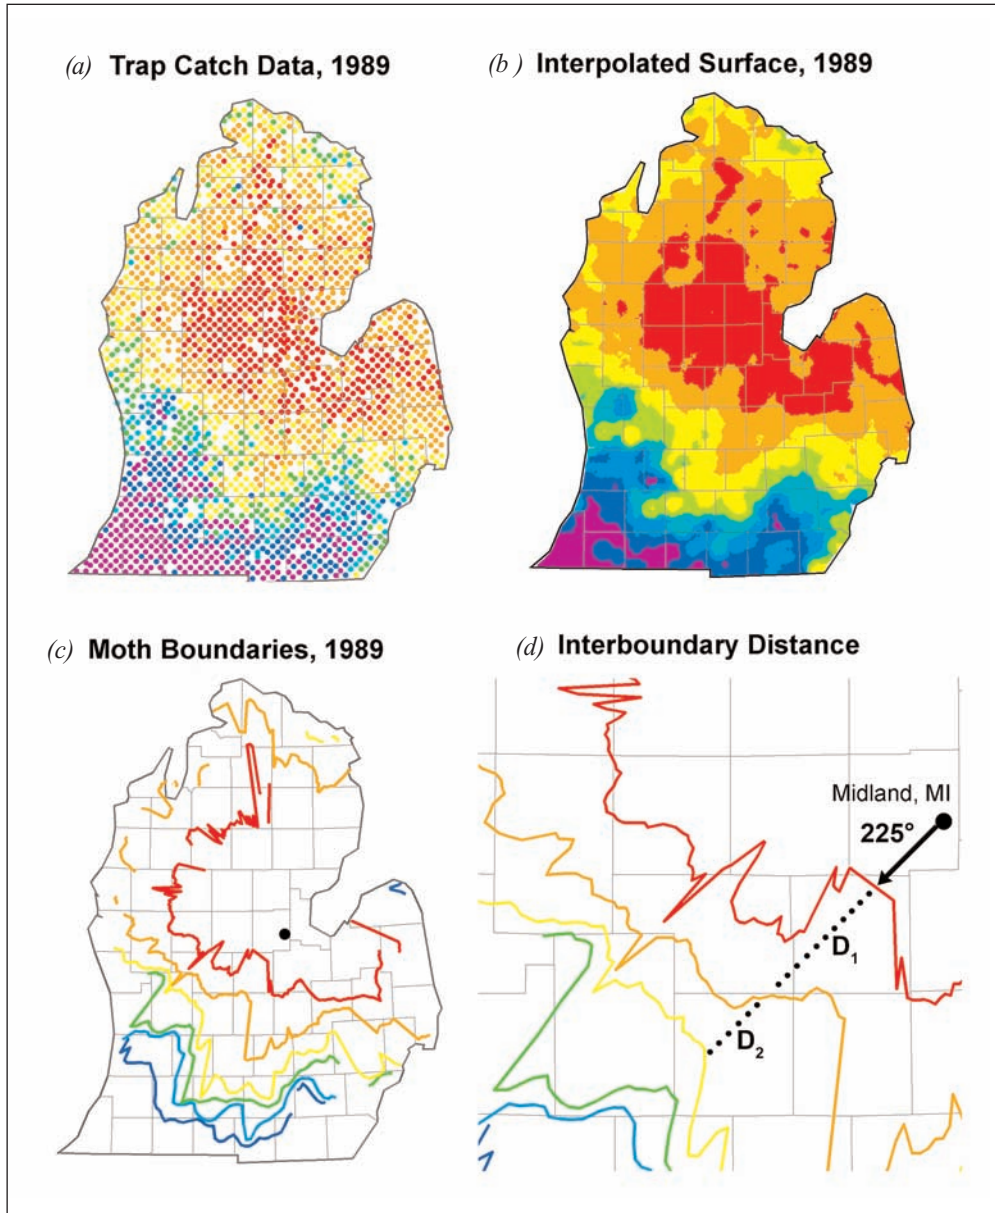 (a) Trap Catch Data, 1989
(b ) Interpolated Surface, 1989
(c) Moth Boundaries, 1989
(d) Interboundary Distance
Midland, MI
225°
D1
D2